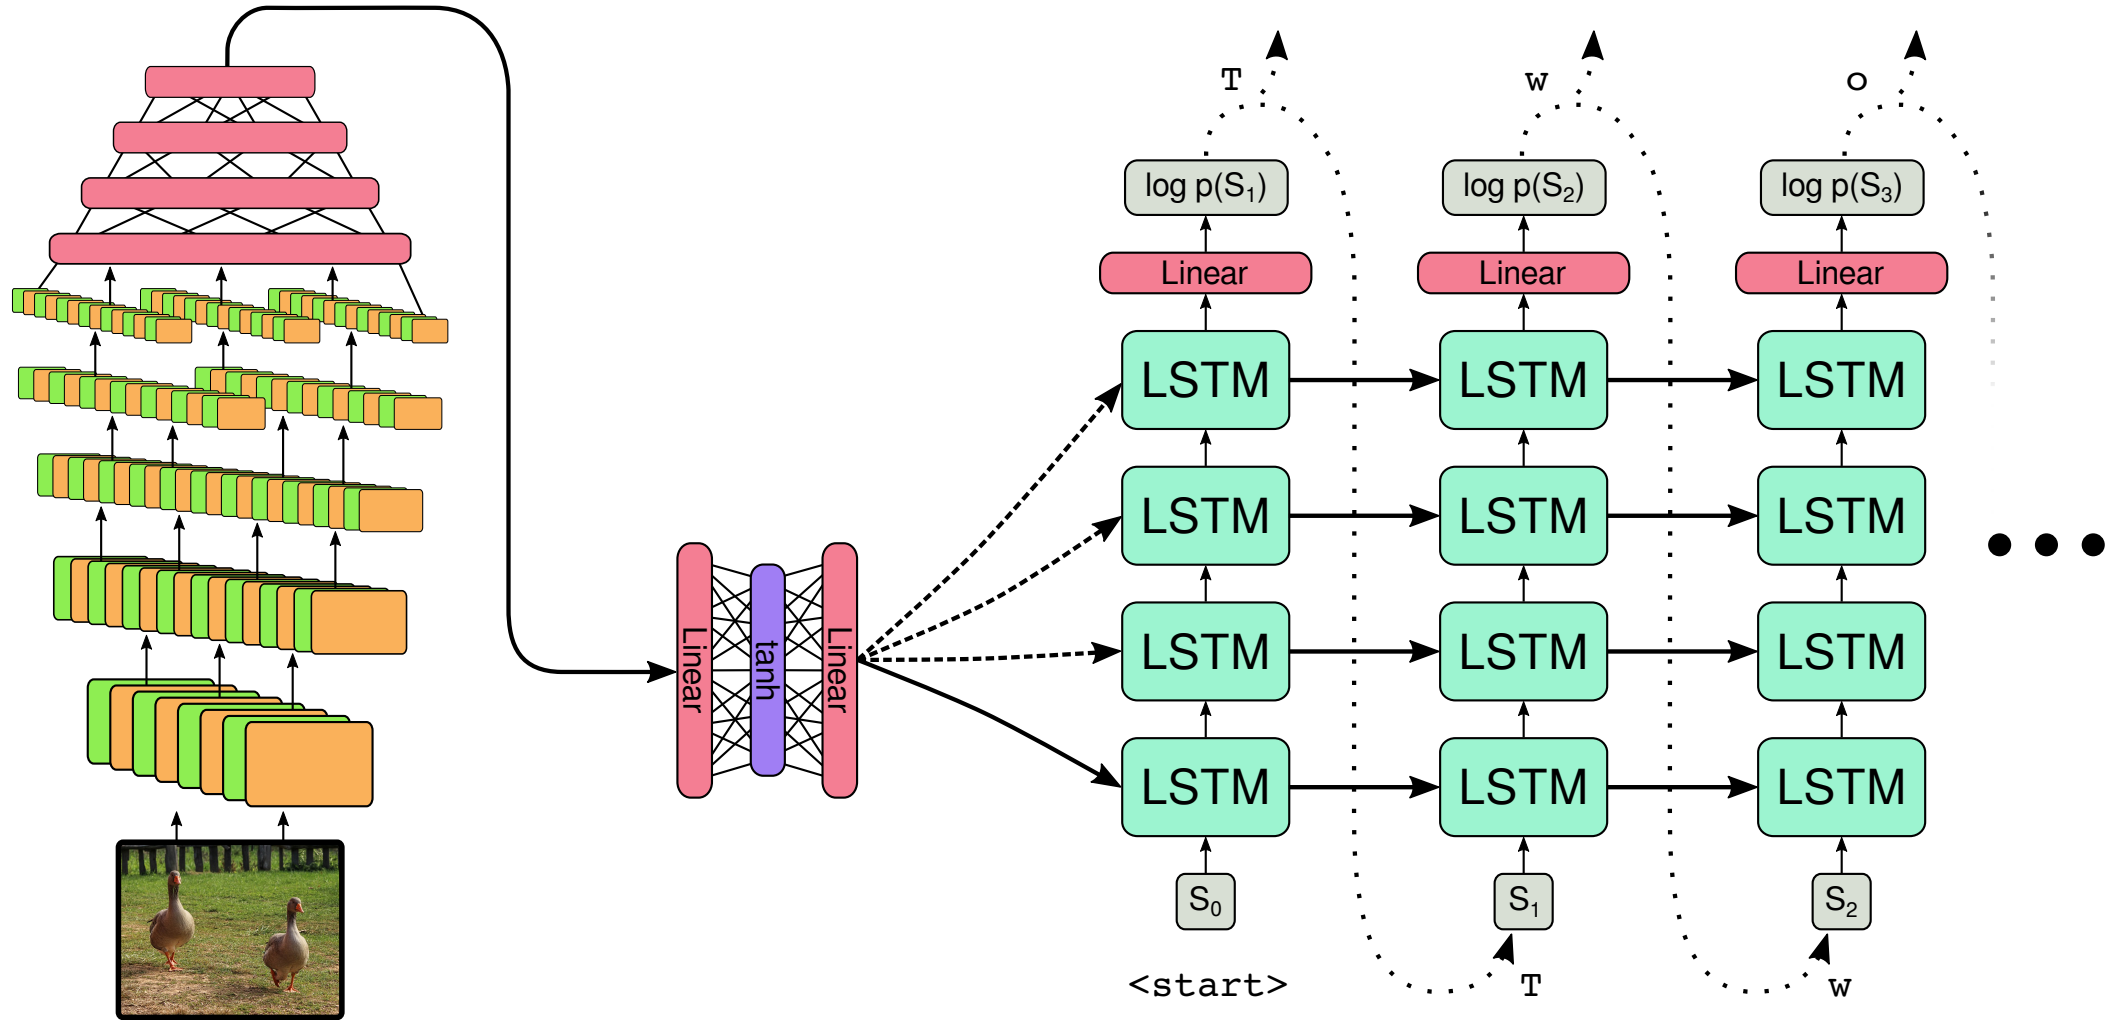 T w o
log p(S₁) log p(S₂) log p(S₃)
Linear Linear Linear
LSTM LSTM LSTM
LSTM LSTM LSTM
Linear tanh Linear
LSTM LSTM LSTM
LSTM LSTM LSTM
S₀ S₁ S₂
<start> T w